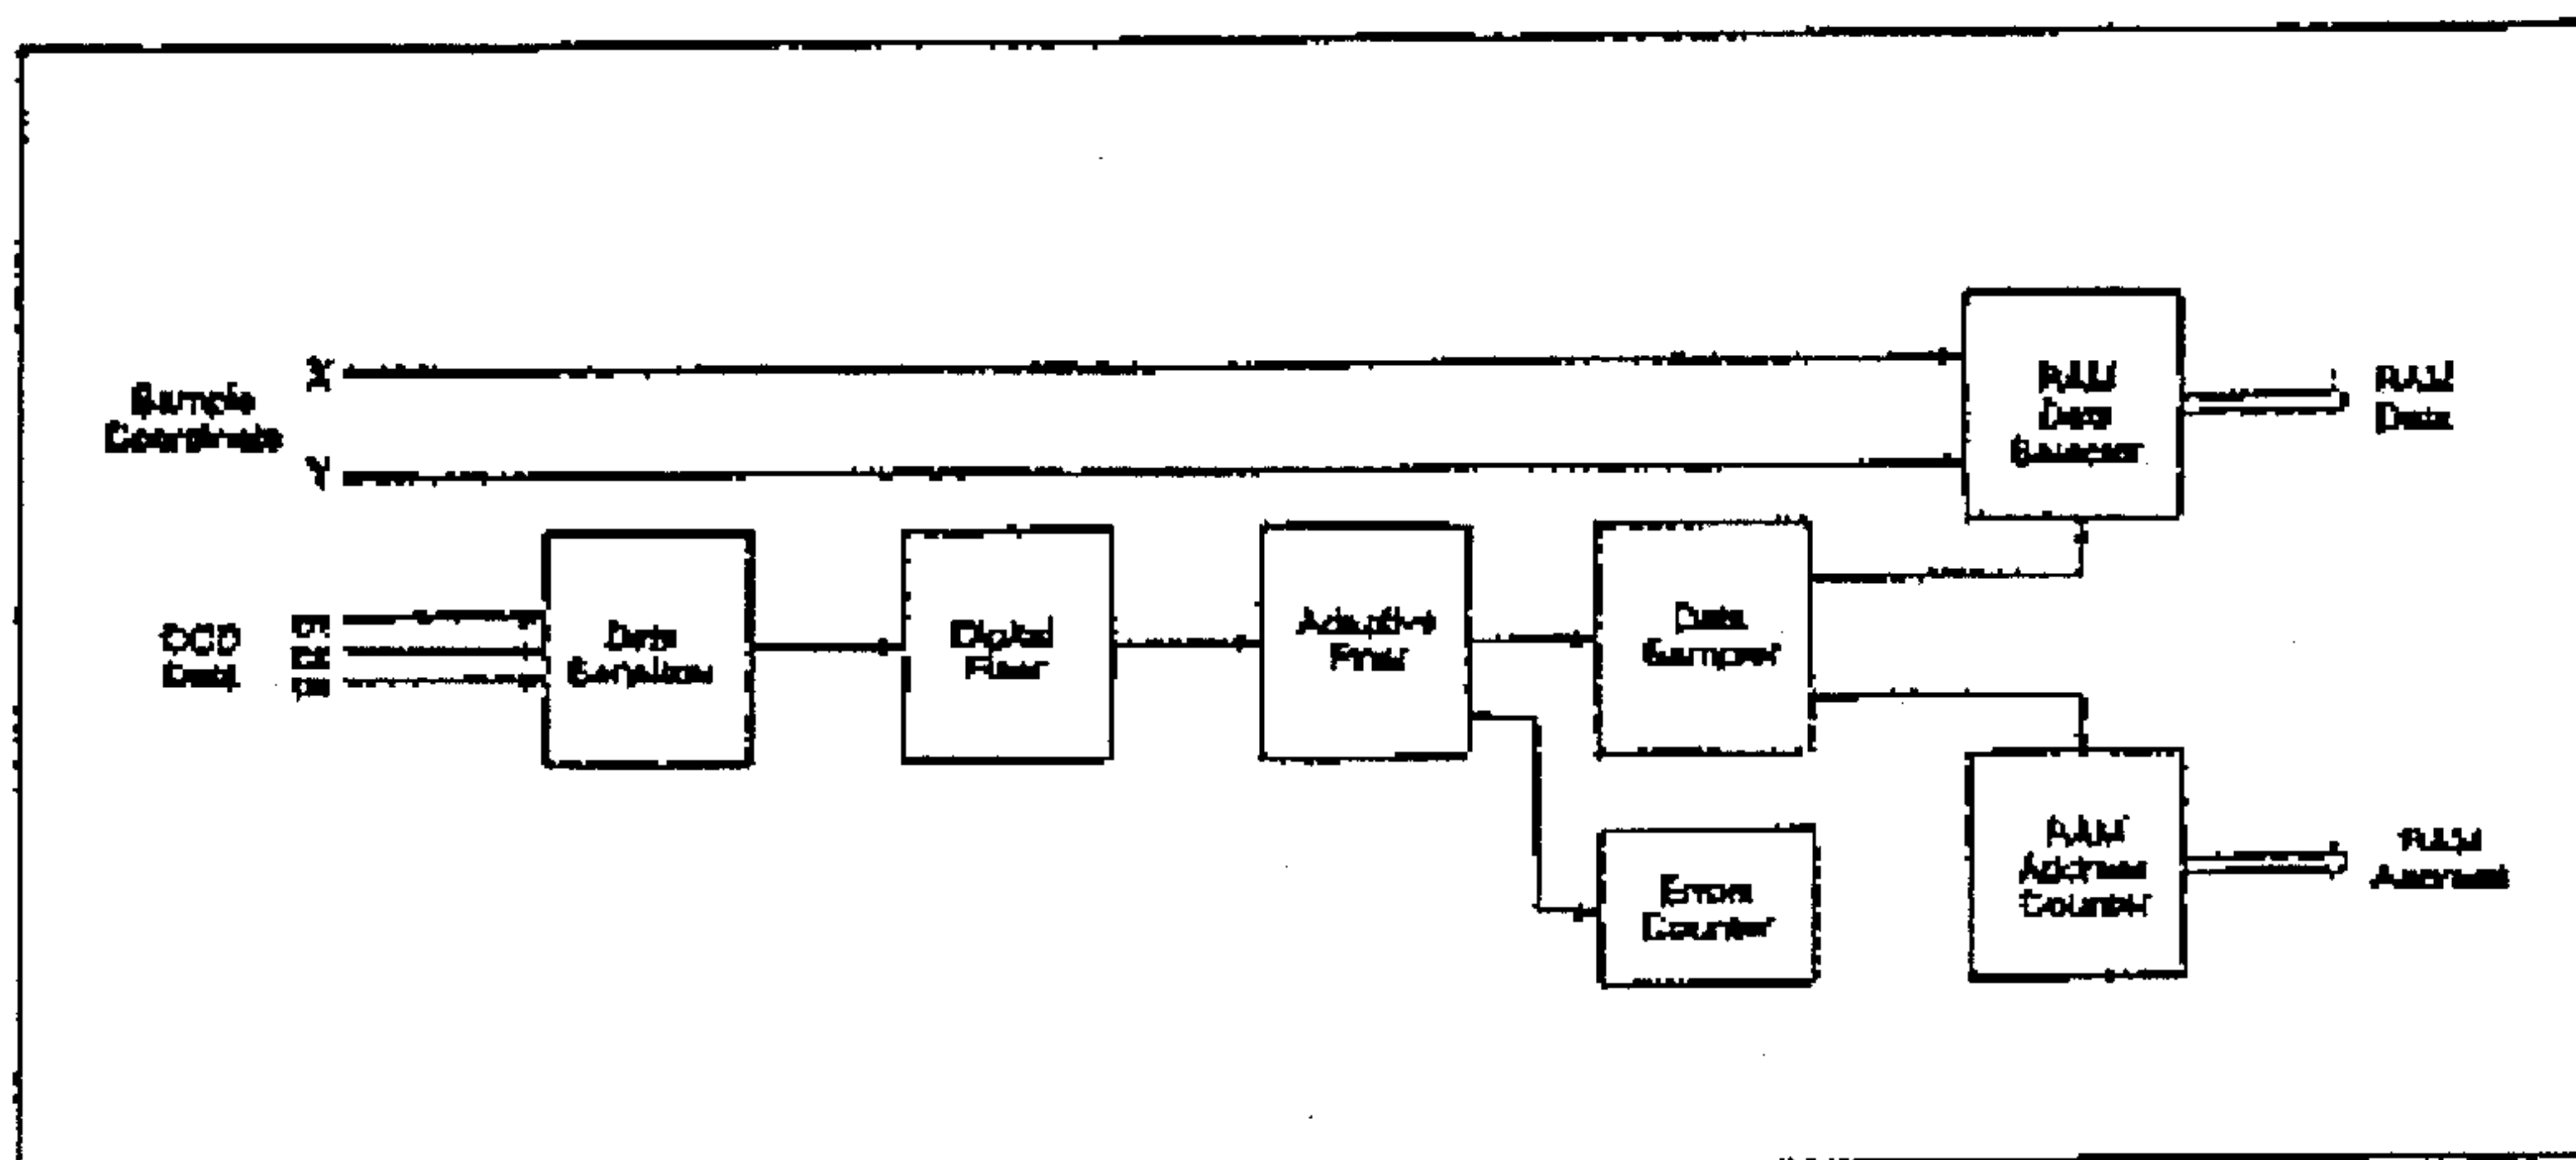 Sample
Coordinate
X
Y
CCD
Data
Data
Digital
Filter
Adaptive
Filter
Data
Sampler
Error
Counter
RAM
Data
Selector
RAM
Address
Counter
RAM
Data
RAM
Address